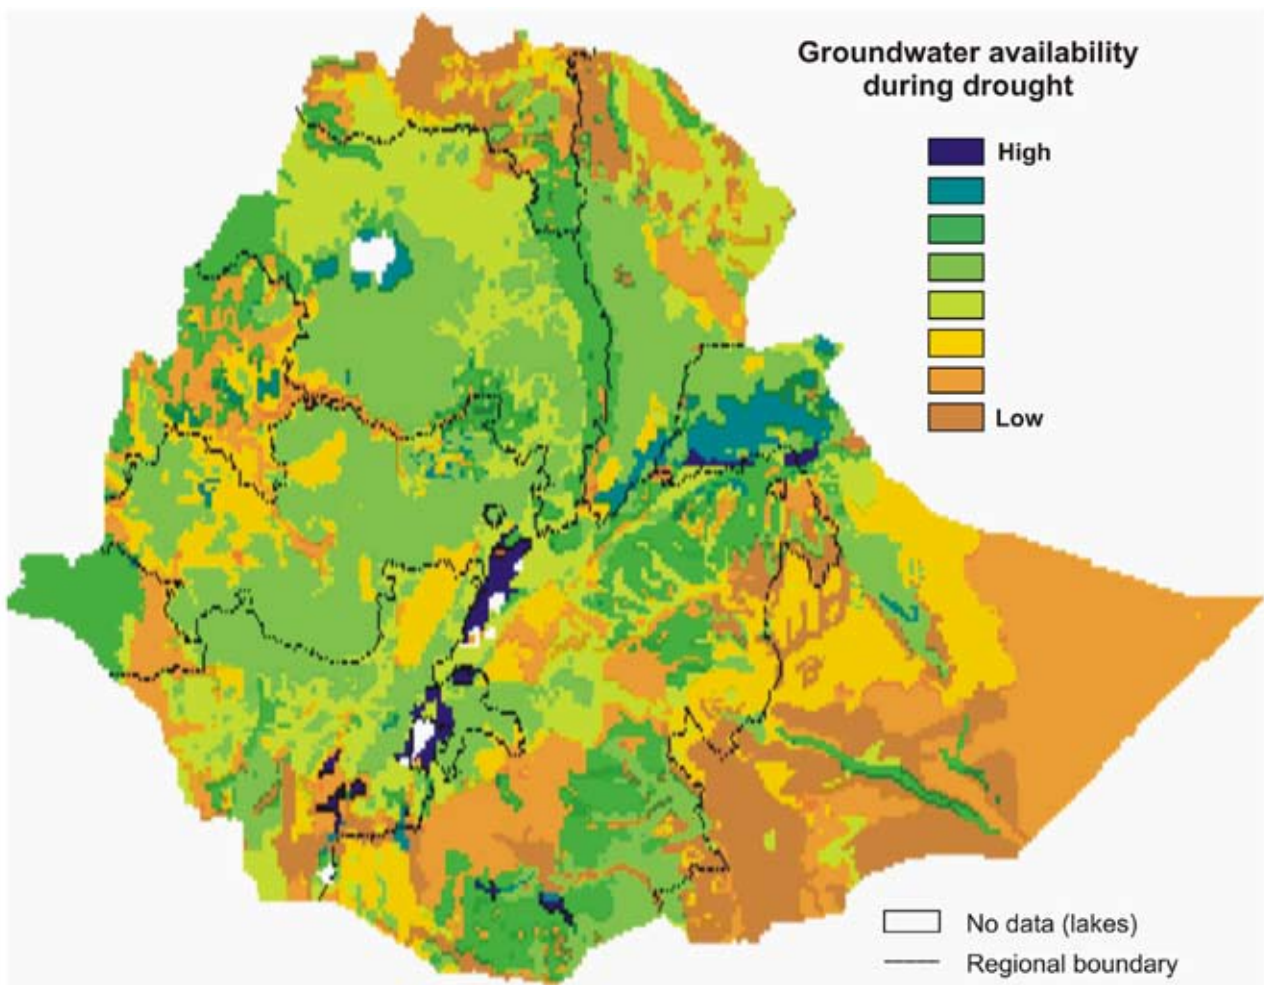 Groundwater availability
during drought
High
Low
No data (lakes)
Regional boundary